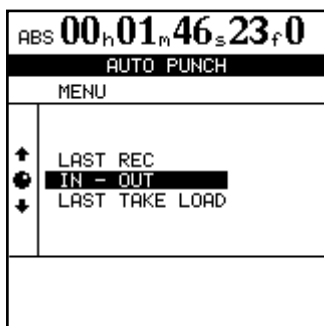 ABS 00h01m46s23f0
AUTO PUNCH
MENU
LAST REC
IN - OUT
LAST TAKE LOAD